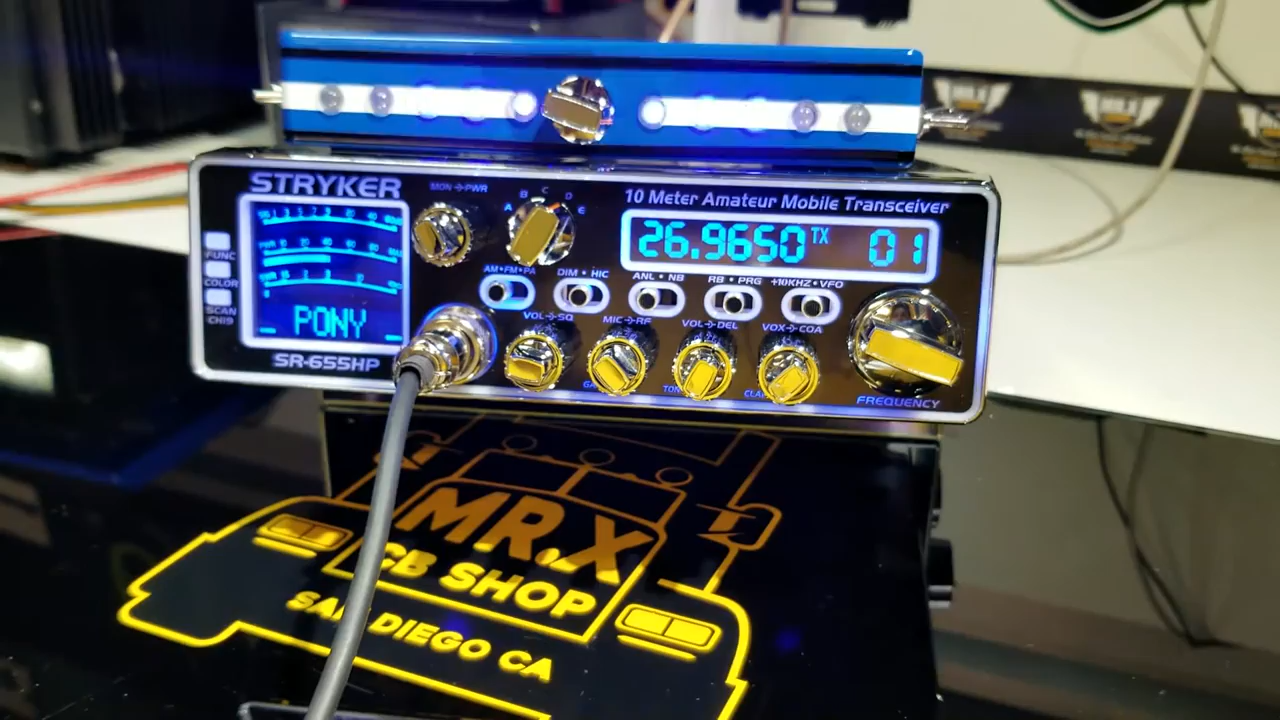 STRYKER
MON PWR
A B C D E
10 Meter Amateur Mobile Transceiver
26.9650 TX 01
FUNC
COLOR
SCAN
CH9
PONY
SR-655HP
AM•FM•PA
DIM • HIC
ANL • NB
RB • PRG
+10KHZ•VFO
VOL SQ
MIC RF
VOL DEL
VOX CQA
FREQUENCY
MR.X
CB SHOP
SAN DIEGO CA